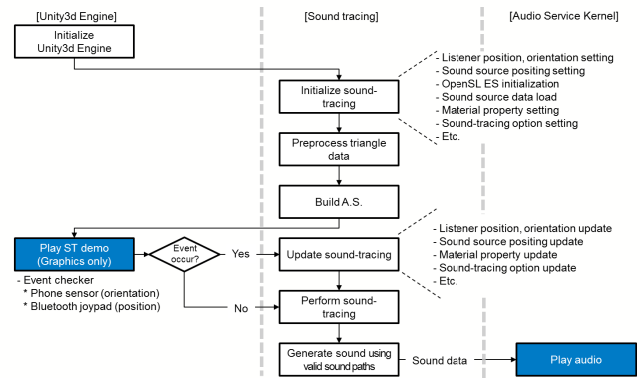 [Unity3d Engine]
[Sound tracing]
[Audio Service Kernel]
Initialize
Unity3d Engine
Initialize sound-
tracing
- Listener position, orientation setting
- Sound source positing setting
- OpenSL ES initialization
- Sound source data load
- Material property setting
- Sound-tracing option setting
- Etc.
Preprocess triangle
data
Build A.S.
Play ST demo
(Graphics only)
Event
occur?
Yes
Update sound-tracing
- Listener position, orientation update
- Sound source positing update
- Material property update
- Sound-tracing option update
- Etc.
- Event checker
* Phone sensor (orientation)
* Bluetooth joypad (position)
No
Perform sound-
tracing
Generate sound using
valid sound paths
Sound data
Play audio